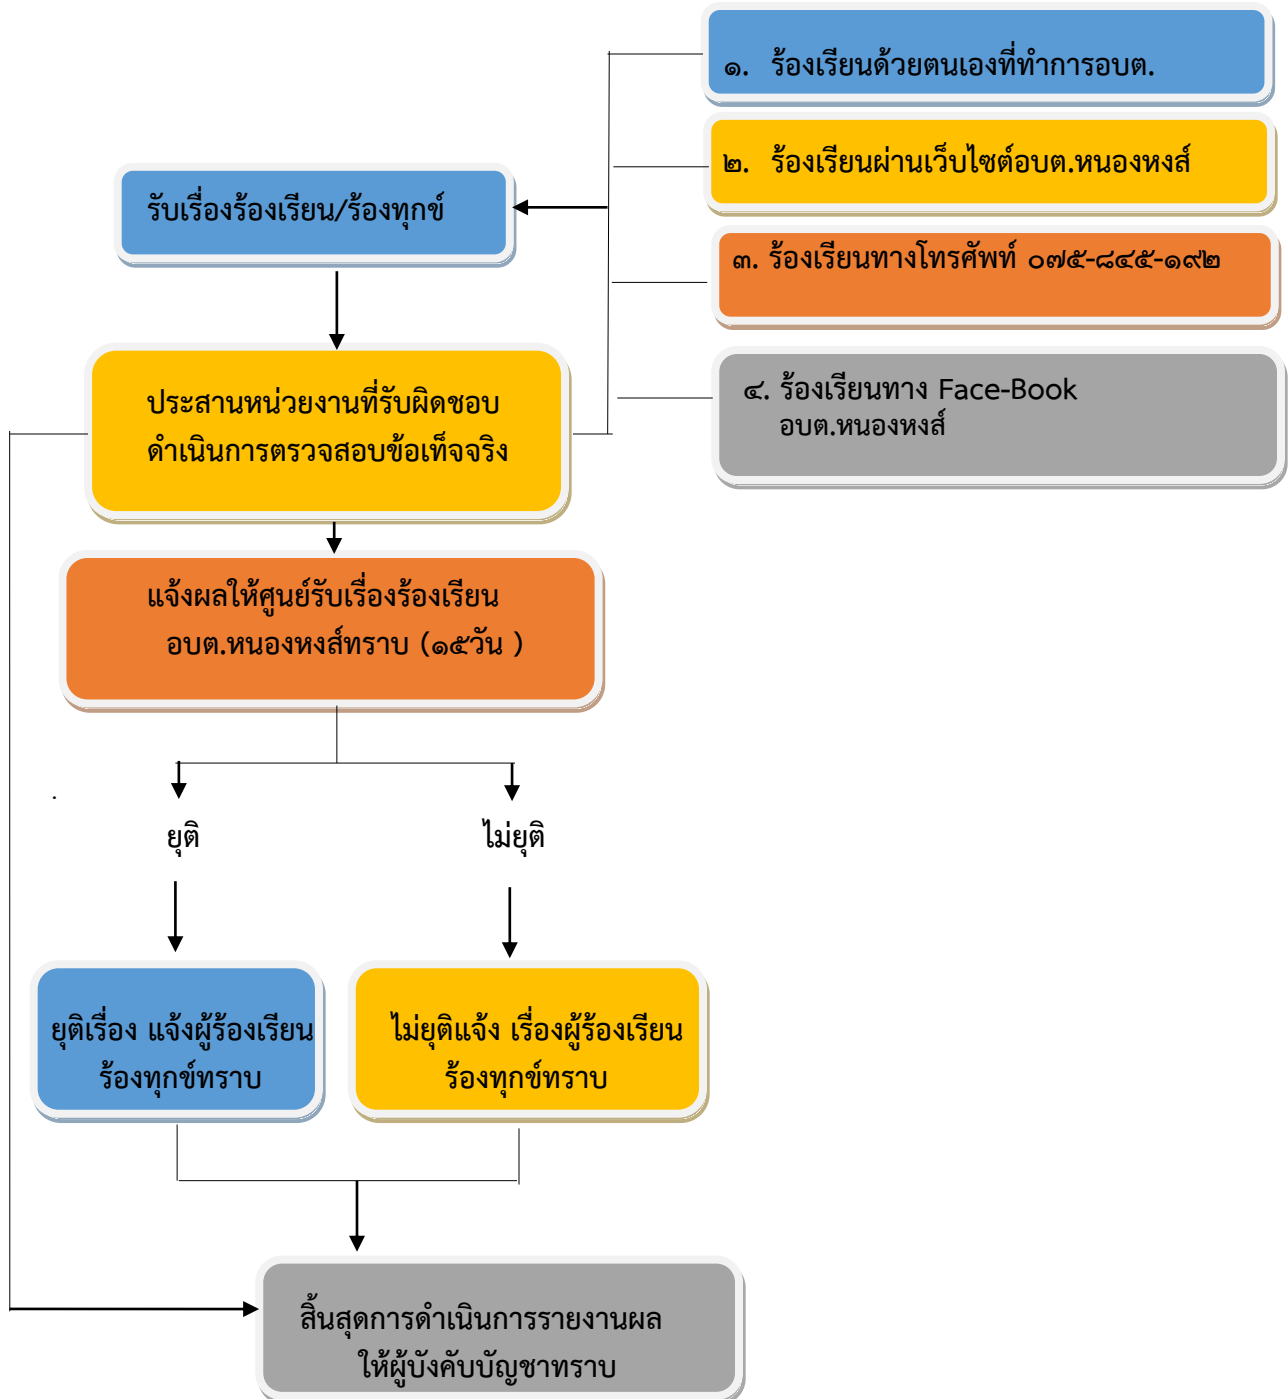 ๑. ร้องเรียนด้วยตนเองที่ทำการอบต.
๒. ร้องเรียนผ่านเว็บไซต์อบต.หนองหงส์
รับเรื่องร้องเรียน/ร้องทุกข์
๓. ร้องเรียนทางโทรศัพท์ ๐๗๕-๘๔๕-๑๙๒
๔. ร้องเรียนทาง Face-Book
อบต.หนองหงส์
ประสานหน่วยงานที่รับผิดชอบ
ดำเนินการตรวจสอบข้อเท็จจริง
แจ้งผลให้ศูนย์รับเรื่องร้องเรียน
อบต.หนองหงส์ทราบ (๑๕วัน )
ยุติ
ไม่ยุติ
ยุติเรื่อง แจ้งผู้ร้องเรียน
ร้องทุกข์ทราบ
ไม่ยุติแจ้ง เรื่องผู้ร้องเรียน
ร้องทุกข์ทราบ
สิ้นสุดการดำเนินการรายงานผล
ให้ผู้บังคับบัญชาทราบ